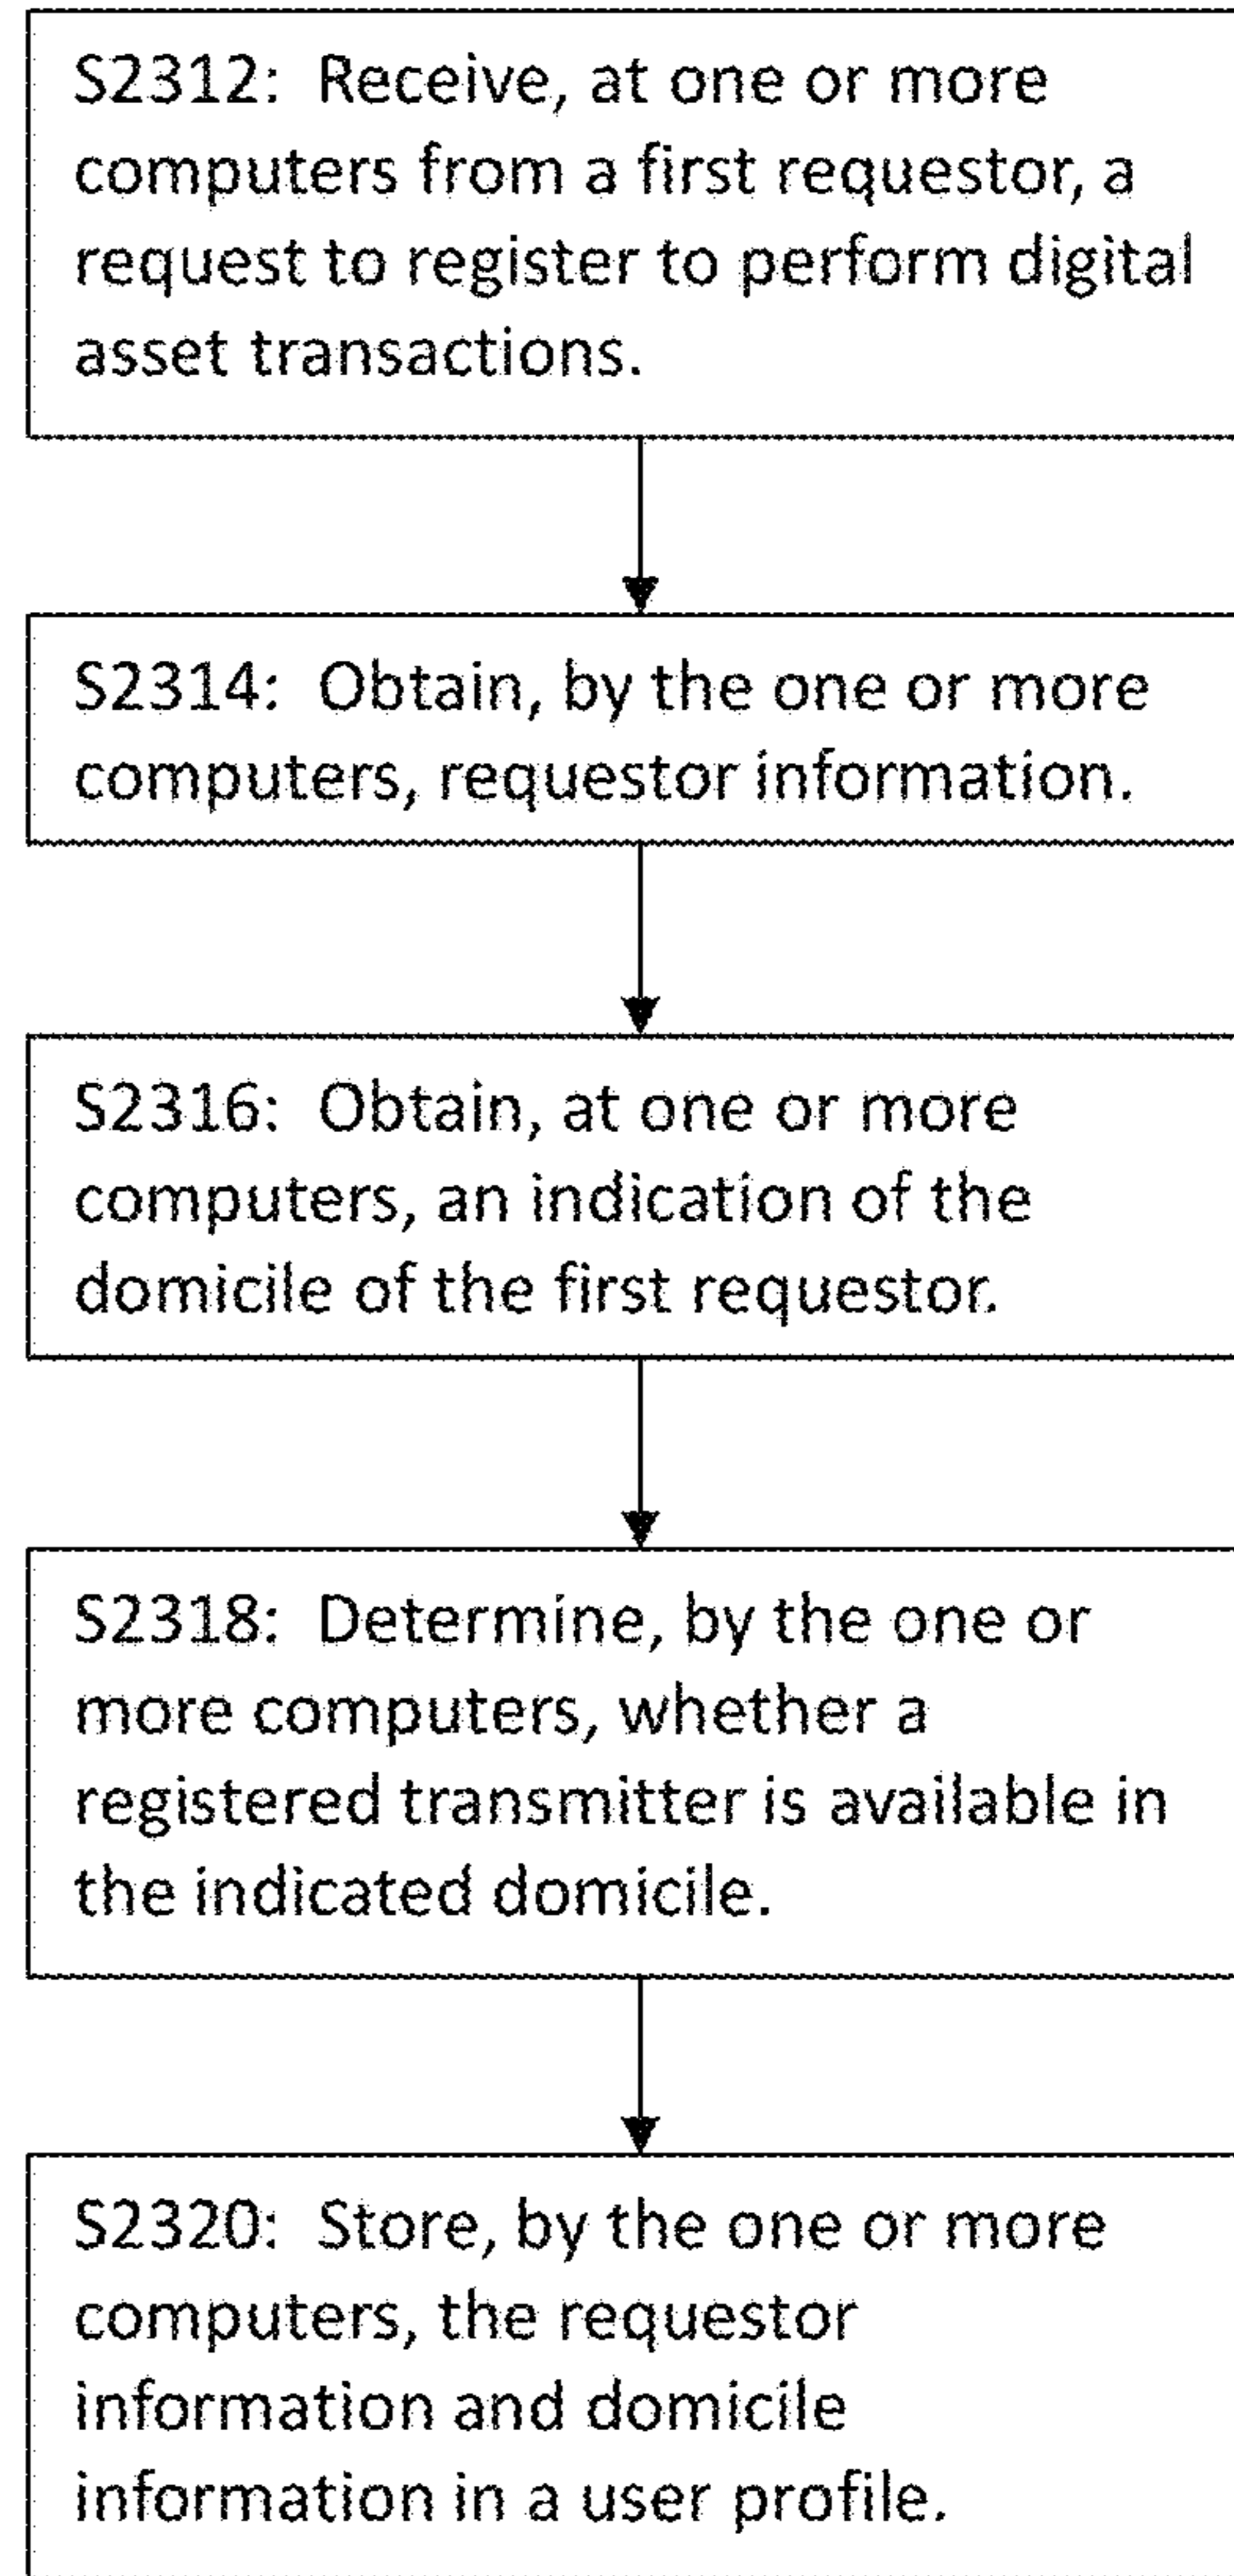 S2312: Receive, at one or more
computers from a first requestor, a
request to register to perform digital
asset transactions.
S2314: Obtain, by the one or more
computers, requestor information.
S2316: Obtain, at one or more
computers, an indication of the
domicile of the first requestor.
S2318: Determine, by the one or
more computers, whether a
registered transmitter is available in
the indicated domicile.
S2320: Store, by the one or more
computers, the requestor
information and domicile
information in a user profile.